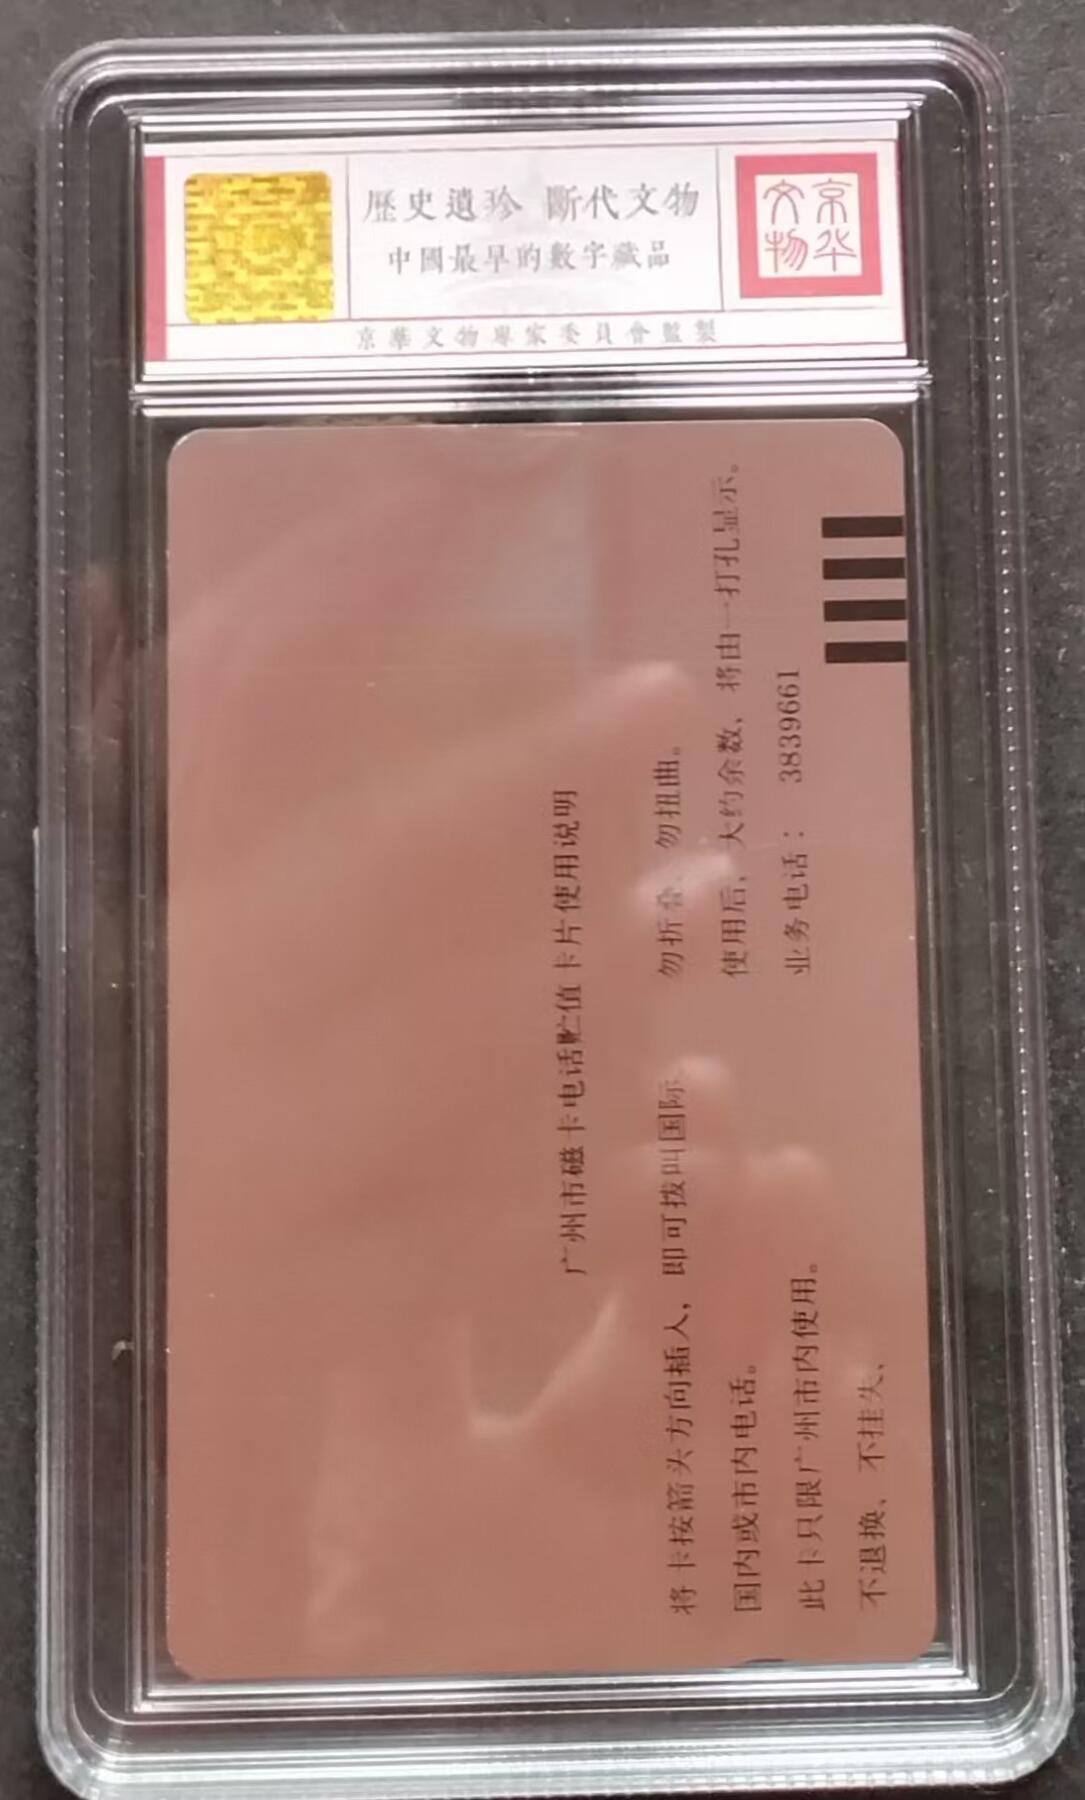 歷史遺珍 斷代文物
中國最早的數字藏品
京华文物
京華文物專家委員會監製
广州市磁卡电话贮值卡片使用说明
将卡按箭头方向插入，即可拨叫国际、
国内或市内电话。
此卡只限广州市内使用。
不退换、不挂失、
勿折叠、勿扭曲。
使用后，大约余数，将由一打孔显示。
业务电话： 3839661